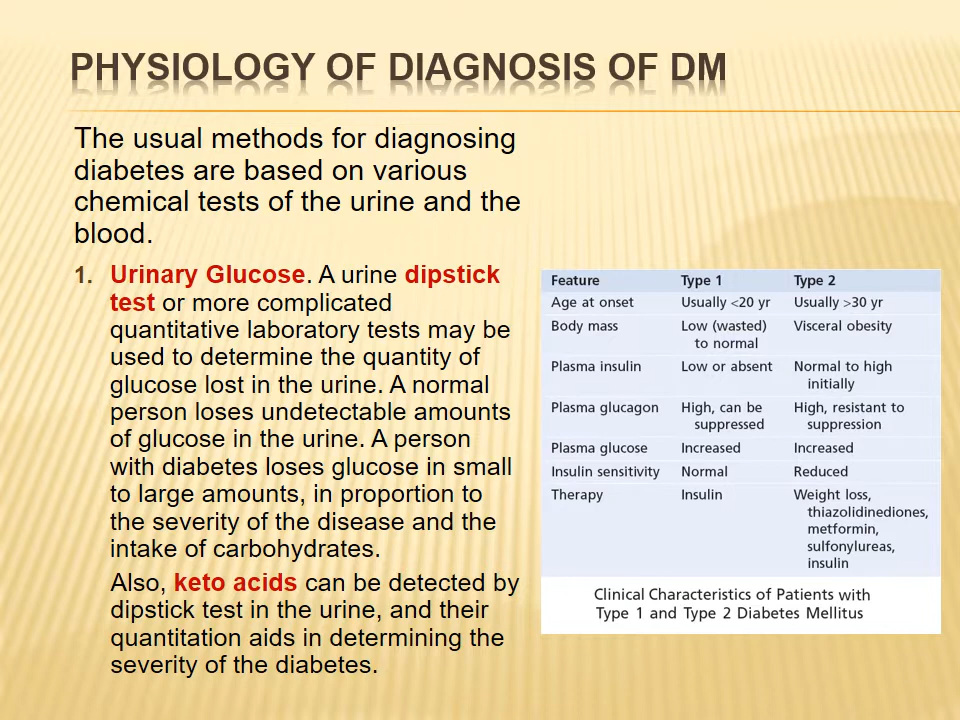 PHYSIOLOGY OF DIAGNOSIS OF DM
The usual methods for diagnosing
diabetes are based on various
chemical tests of the urine and the
blood.
1. Urinary Glucose. A urine dipstick
test or more complicated
quantitative laboratory tests may be
used to determine the quantity of
glucose lost in the urine. A normal
person loses undetectable amounts
of glucose in the urine. A person
with diabetes loses glucose in small
to large amounts, in proportion to
the severity of the disease and the
intake of carbohydrates.
Also, keto acids can be detected by
dipstick test in the urine, and their
quantitation aids in determining the
severity of the diabetes.
Feature Type 1 Type 2
Age at onset Usually <20 yr Usually >30 yr
Body mass Low (wasted) Visceral obesity
to normal
Plasma insulin Low or absent Normal to high
initially
Plasma glucagon High, can be High, resistant to
suppressed suppression
Plasma glucose Increased Increased
Insulin sensitivity Normal Reduced
Therapy Insulin Weight loss,
thiazolidinediones,
metformin,
sulfonylureas,
insulin
Clinical Characteristics of Patients with
Type 1 and Type 2 Diabetes Mellitus